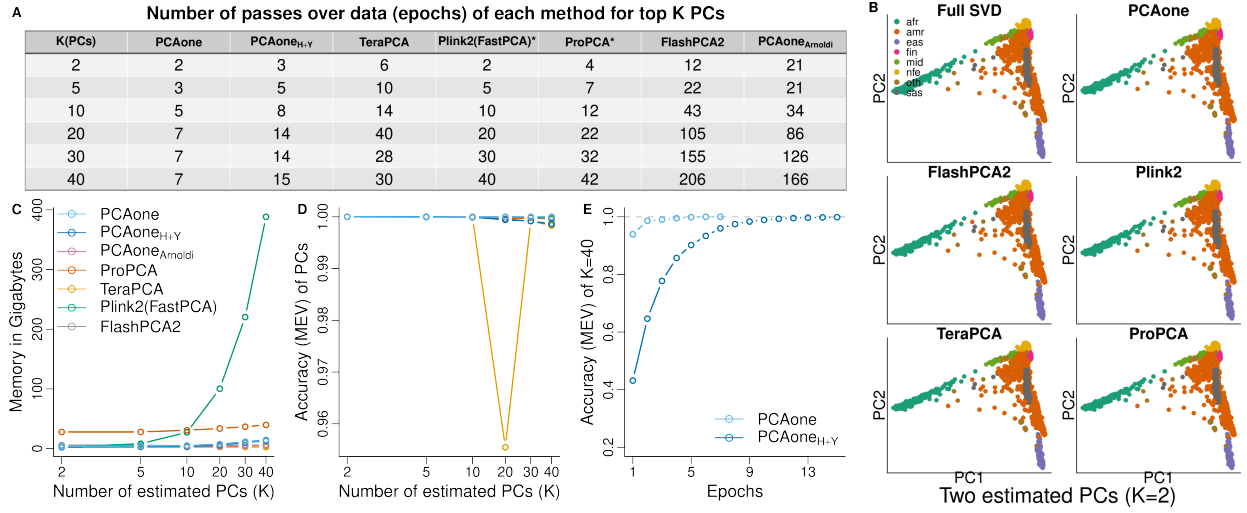 A
Number of passes over data (epochs) of each method for top K PCs
K(PCs) PCAone PCAoneH+Y TeraPCA Plink2(FastPCA)* ProPCA* FlashPCA2 PCAoneArnoldi
2 2 3 6 2 4 12 21
5 3 5 10 5 7 22 21
10 5 8 14 10 12 43 34
20 7 14 40 20 22 105 86
30 7 14 28 30 32 155 126
40 7 15 30 40 42 206 166
B
Full SVD PCAone
afr
amr
eas
fin
mid
nfe
oth
sas
PC2 PC2
FlashPCA2 Plink2
PC2 PC2
TeraPCA ProPCA
PC2 PC2
PC1 PC1
Two estimated PCs (K=2)
C
PCAone
PCAoneH+Y
PCAoneArnoldi
ProPCA
TeraPCA
Plink2(FastPCA)
FlashPCA2
Memory in Gigabytes
400
300
200
100
0
2 5 10 20 30 40
Number of estimated PCs (K)
D
Accuracy (MEV) of PCs
1.00
0.99
0.98
0.97
0.96
2 5 10 20 30 40
Number of estimated PCs (K)
E
Accuracy (MEV) of K=40
1.0
0.8
0.6
0.4
0.2
PCAone
PCAoneH+Y
1 5 9 13
Epochs